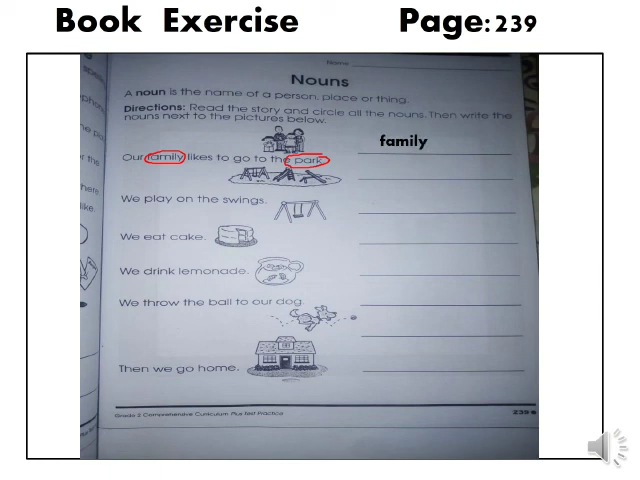 Book Exercise Page: 239
Name
Nouns
A noun is the name of a person, place or thing.
Directions: Read the story and circle all the nouns. Then write the
nouns next to the pictures below.
family
Our family likes to go to the park.
We play on the swings.
We eat cake.
We drink lemonade.
We throw the ball to our dog.
Then we go home.
Grade 2 Comprehensive Curriculum Plus Test Practice
239